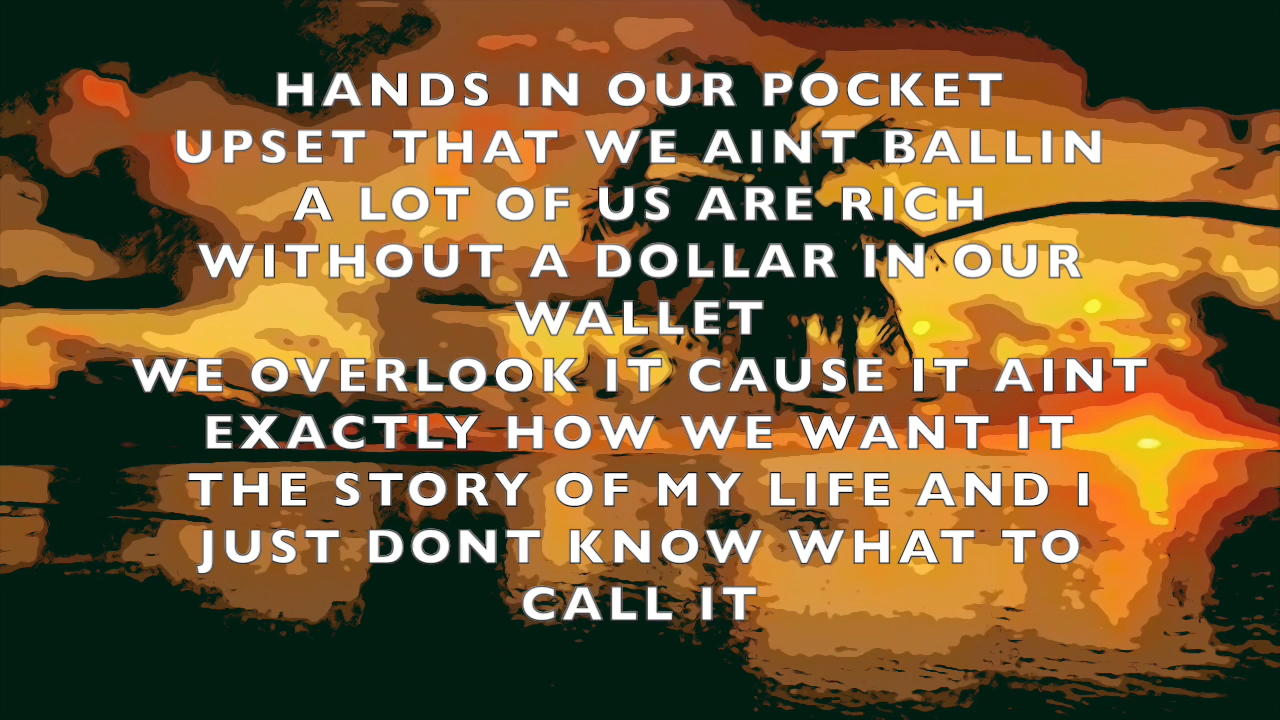 HANDS IN OUR POCKET
UPSET THAT WE AINT BALLIN
A LOT OF US ARE RICH
WITHOUT A DOLLAR IN OUR
WALLET
WE OVERLOOK IT CAUSE IT AINT
EXACTLY HOW WE WANT IT
THE STORY OF MY LIFE AND I
JUST DONT KNOW WHAT TO
CALL IT